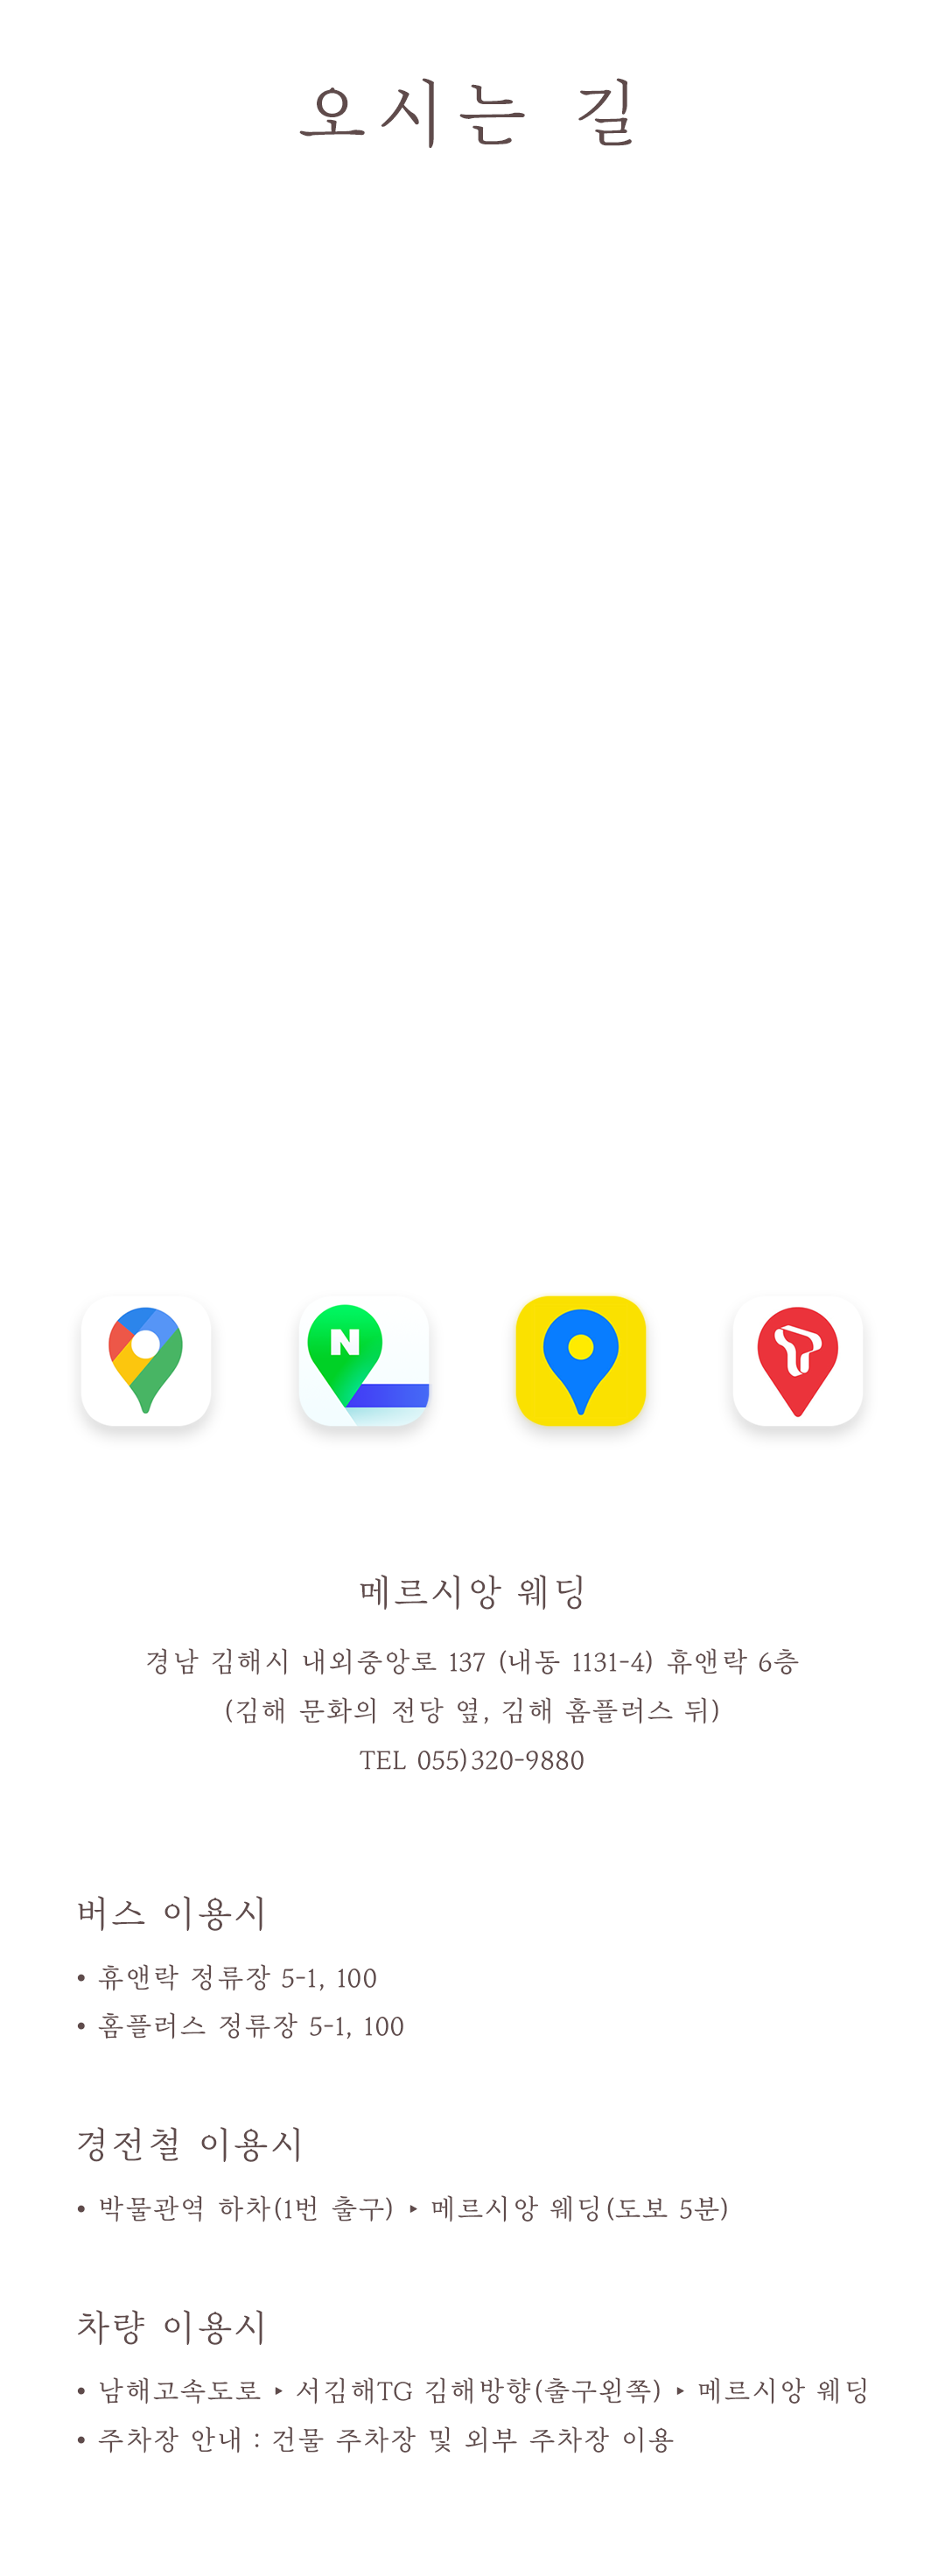 오시는 길
N
메르시앙 웨딩
경남 김해시 내외중앙로 137 (내동 1131-4) 휴앤락 6층
(김해 문화의 전당 옆, 김해 홈플러스 뒤)
TEL 055)320-9880
버스 이용시
• 휴앤락 정류장 5-1, 100
• 홈플러스 정류장 5-1, 100
경전철 이용시
• 박물관역 하차(1번 출구) ‣ 메르시앙 웨딩(도보 5분)
차량 이용시
• 남해고속도로 ‣ 서김해TG 김해방향(출구왼쪽) ‣ 메르시앙 웨딩
• 주차장 안내 : 건물 주차장 및 외부 주차장 이용